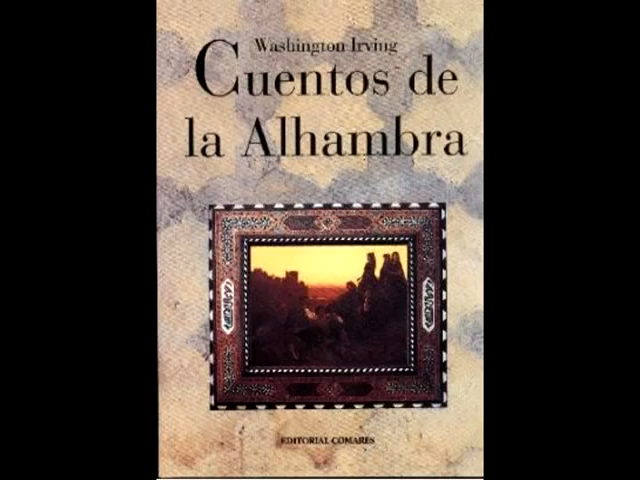 Washington Irving
Cuentos de
la Alhambra
EDITORIAL COMARES